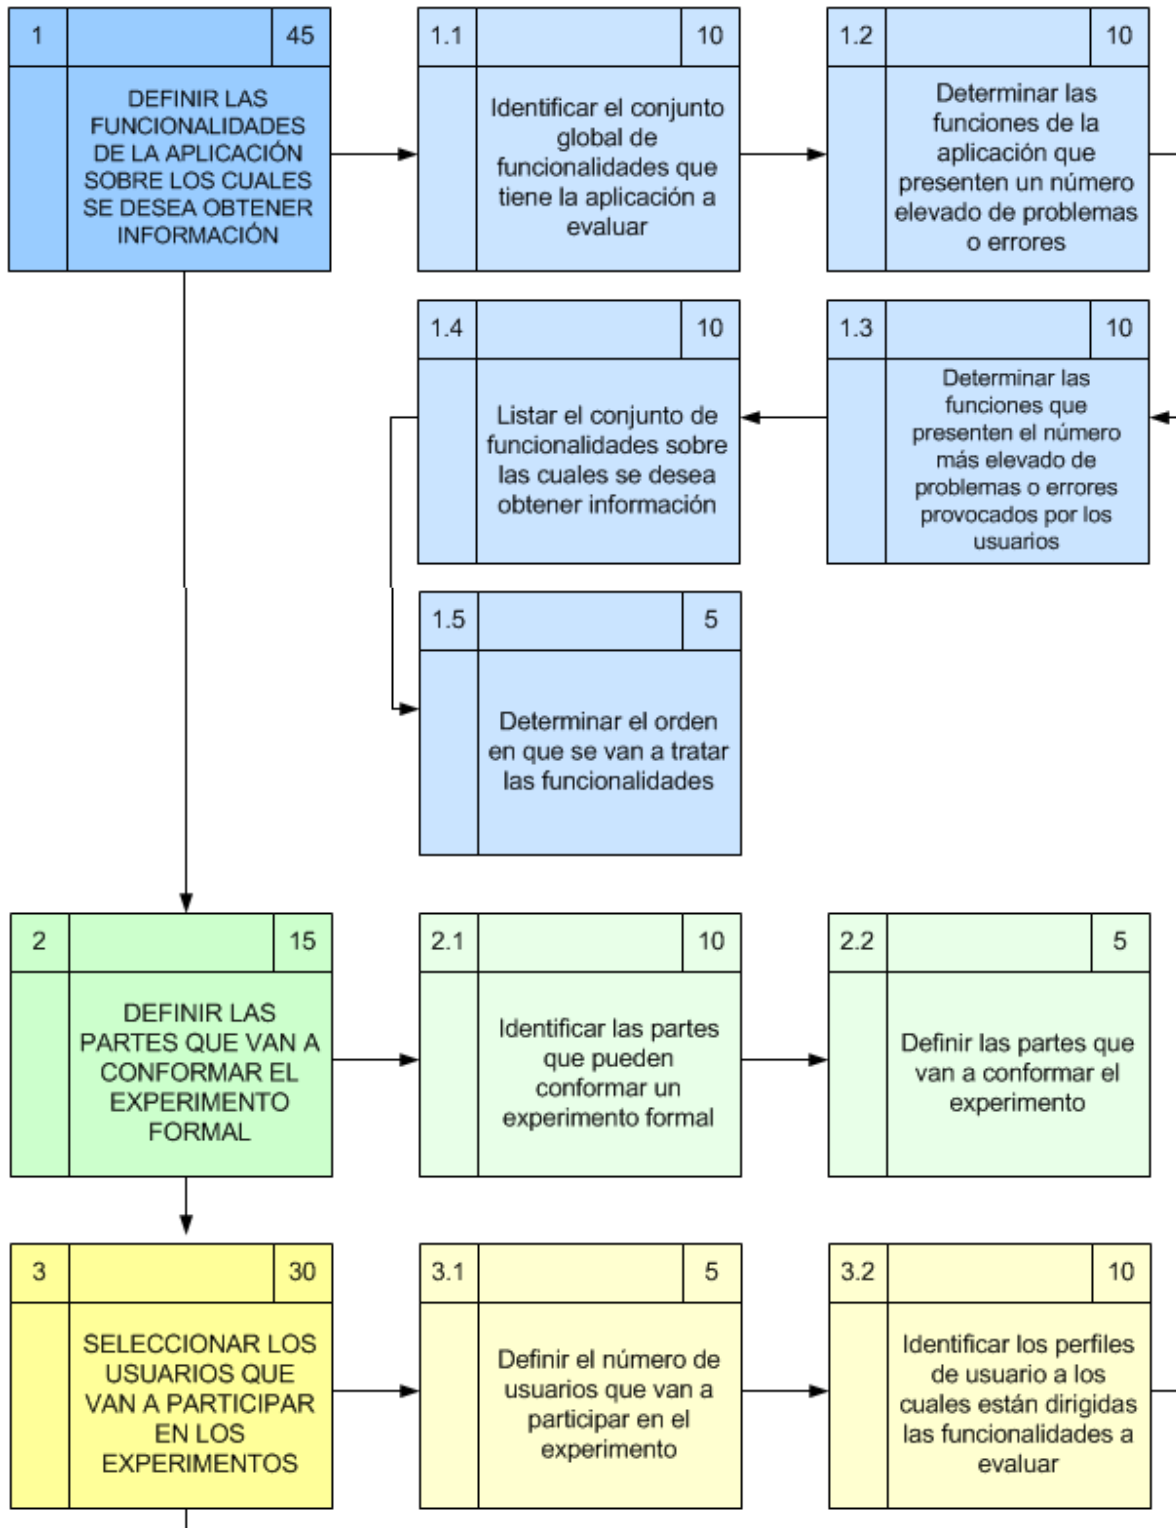 1
45
DEFINIR LAS
FUNCIONALIDADES
DE LA APLICACIÓN
SOBRE LOS CUALES
SE DESEA OBTENER
INFORMACIÓN
1.1
10
Identificar el conjunto
global de
funcionalidades que
tiene la aplicación a
evaluar
1.2
10
Determinar las
funciones de la
aplicación que
presenten un número
elevado de problemas
o errores
1.3
10
Determinar las
funciones que
presenten el número
más elevado de
problemas o errores
provocados por los
usuarios
1.4
10
Listar el conjunto de
funcionalidades sobre
las cuales se desea
obtener información
1.5
5
Determinar el orden
en que se van a tratar
las funcionalidades
2
15
DEFINIR LAS
PARTES QUE VAN A
CONFORMAR EL
EXPERIMENTO
FORMAL
2.1
10
Identificar las partes
que pueden
conformar un
experimento formal
2.2
5
Definir las partes que
van a conformar el
experimento
3
30
SELECCIONAR LOS
USUARIOS QUE
VAN A PARTICIPAR
EN LOS
EXPERIMENTOS
3.1
5
Definir el número de
usuarios que van a
participar en el
experimento
3.2
10
Identificar los perfiles
de usuario a los
cuales están dirigidas
las funcionalidades a
evaluar